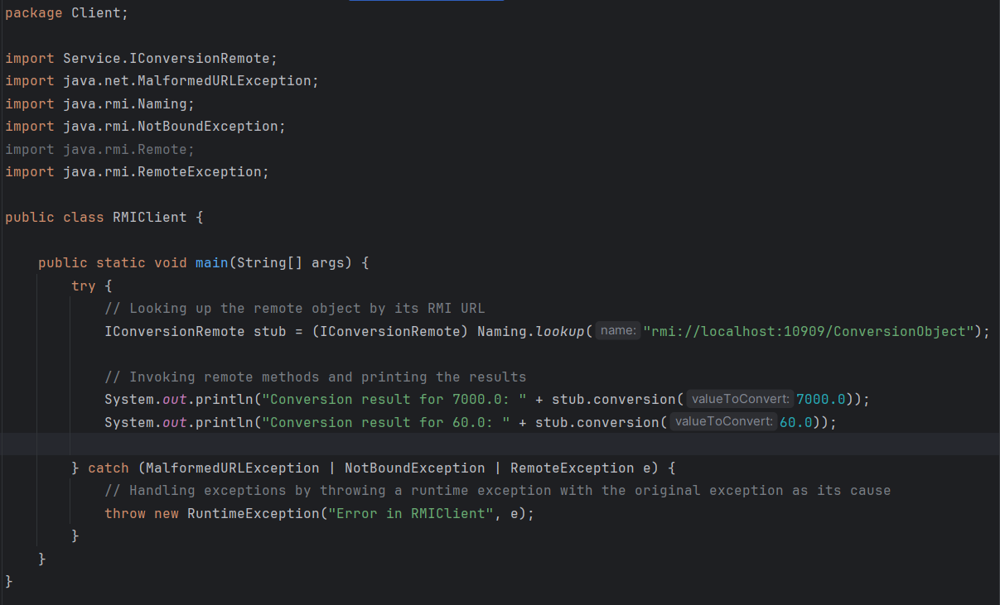 package Client;
import Service.IConversionRemote;
import java.net.MalformedURLException;
import java.rmi.Naming;
import java.rmi.NotBoundException;
import java.rmi.Remote;
import java.rmi.RemoteException;
public class RMIClient {
public static void main(String[] args) {
try {
// Looking up the remote object by its RMI URL
IConversionRemote stub = (IConversionRemote) Naming.lookup( name: "rmi://localhost:10909/ConversionObject");
// Invoking remote methods and printing the results
System.out.println("Conversion result for 7000.0: " + stub.conversion( valueToConvert: 7000.0));
System.out.println("Conversion result for 60.0: " + stub.conversion( valueToConvert: 60.0));
} catch (MalformedURLException | NotBoundException | RemoteException e) {
// Handling exceptions by throwing a runtime exception with the original exception as its cause
throw new RuntimeException("Error in RMIClient", e);
}
}
}